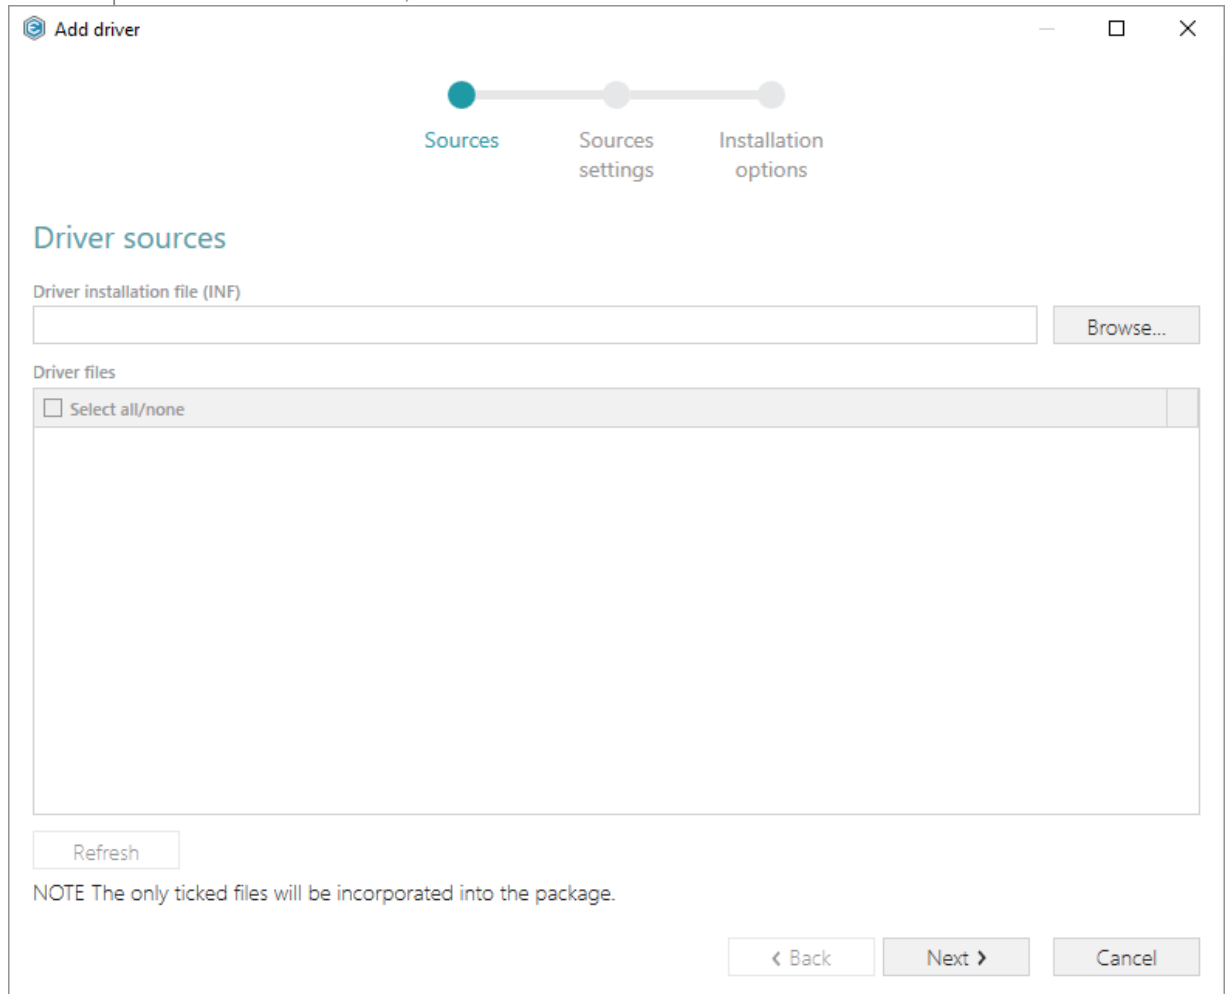 Add driver
Sources
Sources
settings
Installation
options
Driver sources
Driver installation file (INF)
Browse...
Driver files
Select all/none
Refresh
NOTE The only ticked files will be incorporated into the package.
Back
Next
Cancel